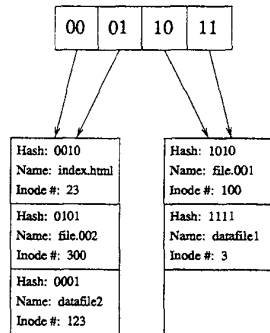 00 01 10 11
Hash: 0010
Name: index.html
Inode #: 23
Hash: 0101
Name: file.002
Inode #: 300
Hash: 0001
Name: datafile2
Inode #: 123
Hash: 1010
Name: file.001
Inode #: 100
Hash: 1111
Name: datafile1
Inode #: 3